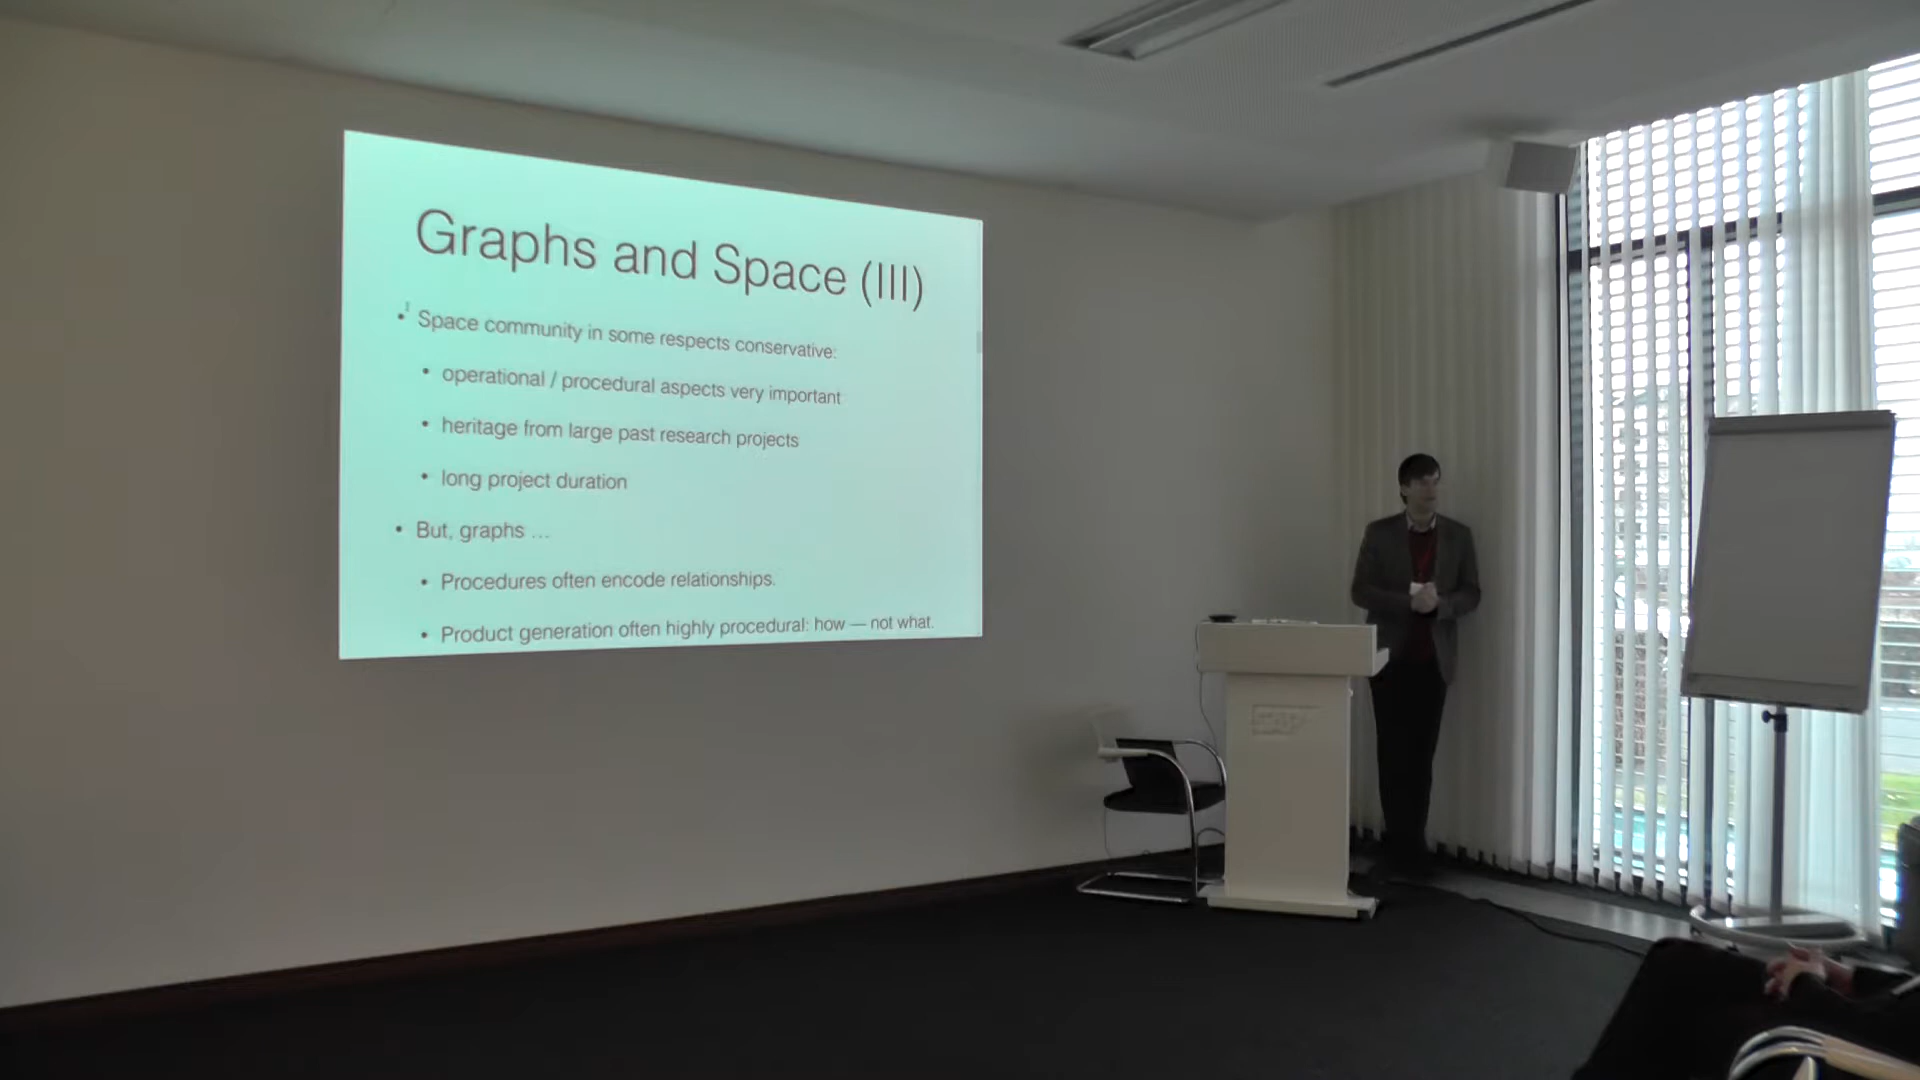 Graphs and Space (III)
• Space community in some respects conservative:
• operational / procedural aspects very important
• heritage from large past research projects
• long project duration
• But, graphs ...
• Procedures often encode relationships.
• Product generation often highly procedural: how — not what.